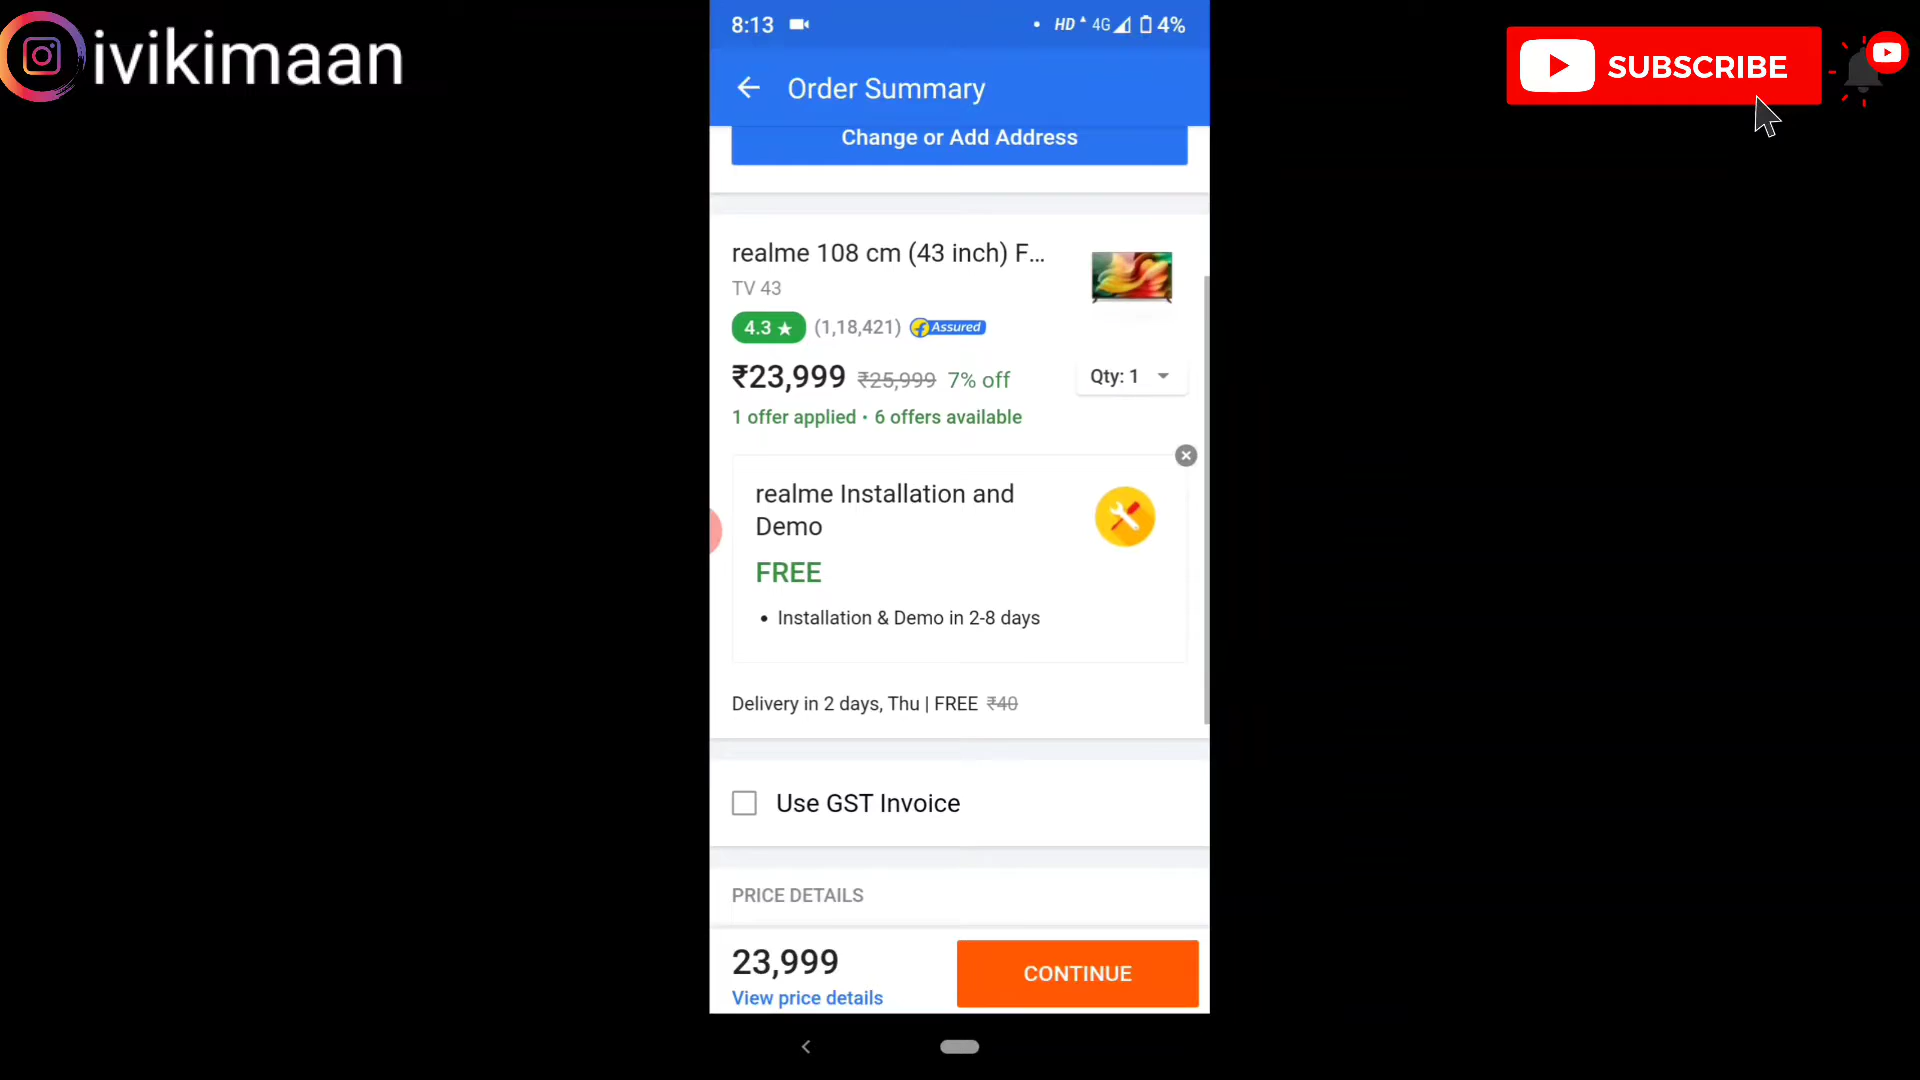 ivikimaan
SUBSCRIBE
8:13 HD 4G 4%
Order Summary
Change or Add Address
realme 108 cm (43 inch) F...
TV 43
4.3 ★ (1,18,421) Assured
₹23,999 ₹25,999 7% off Qty: 1
1 offer applied • 6 offers available
realme Installation and
Demo
FREE
• Installation & Demo in 2-8 days
Delivery in 2 days, Thu | FREE ₹40
Use GST Invoice
PRICE DETAILS
23,999
CONTINUE
View price details